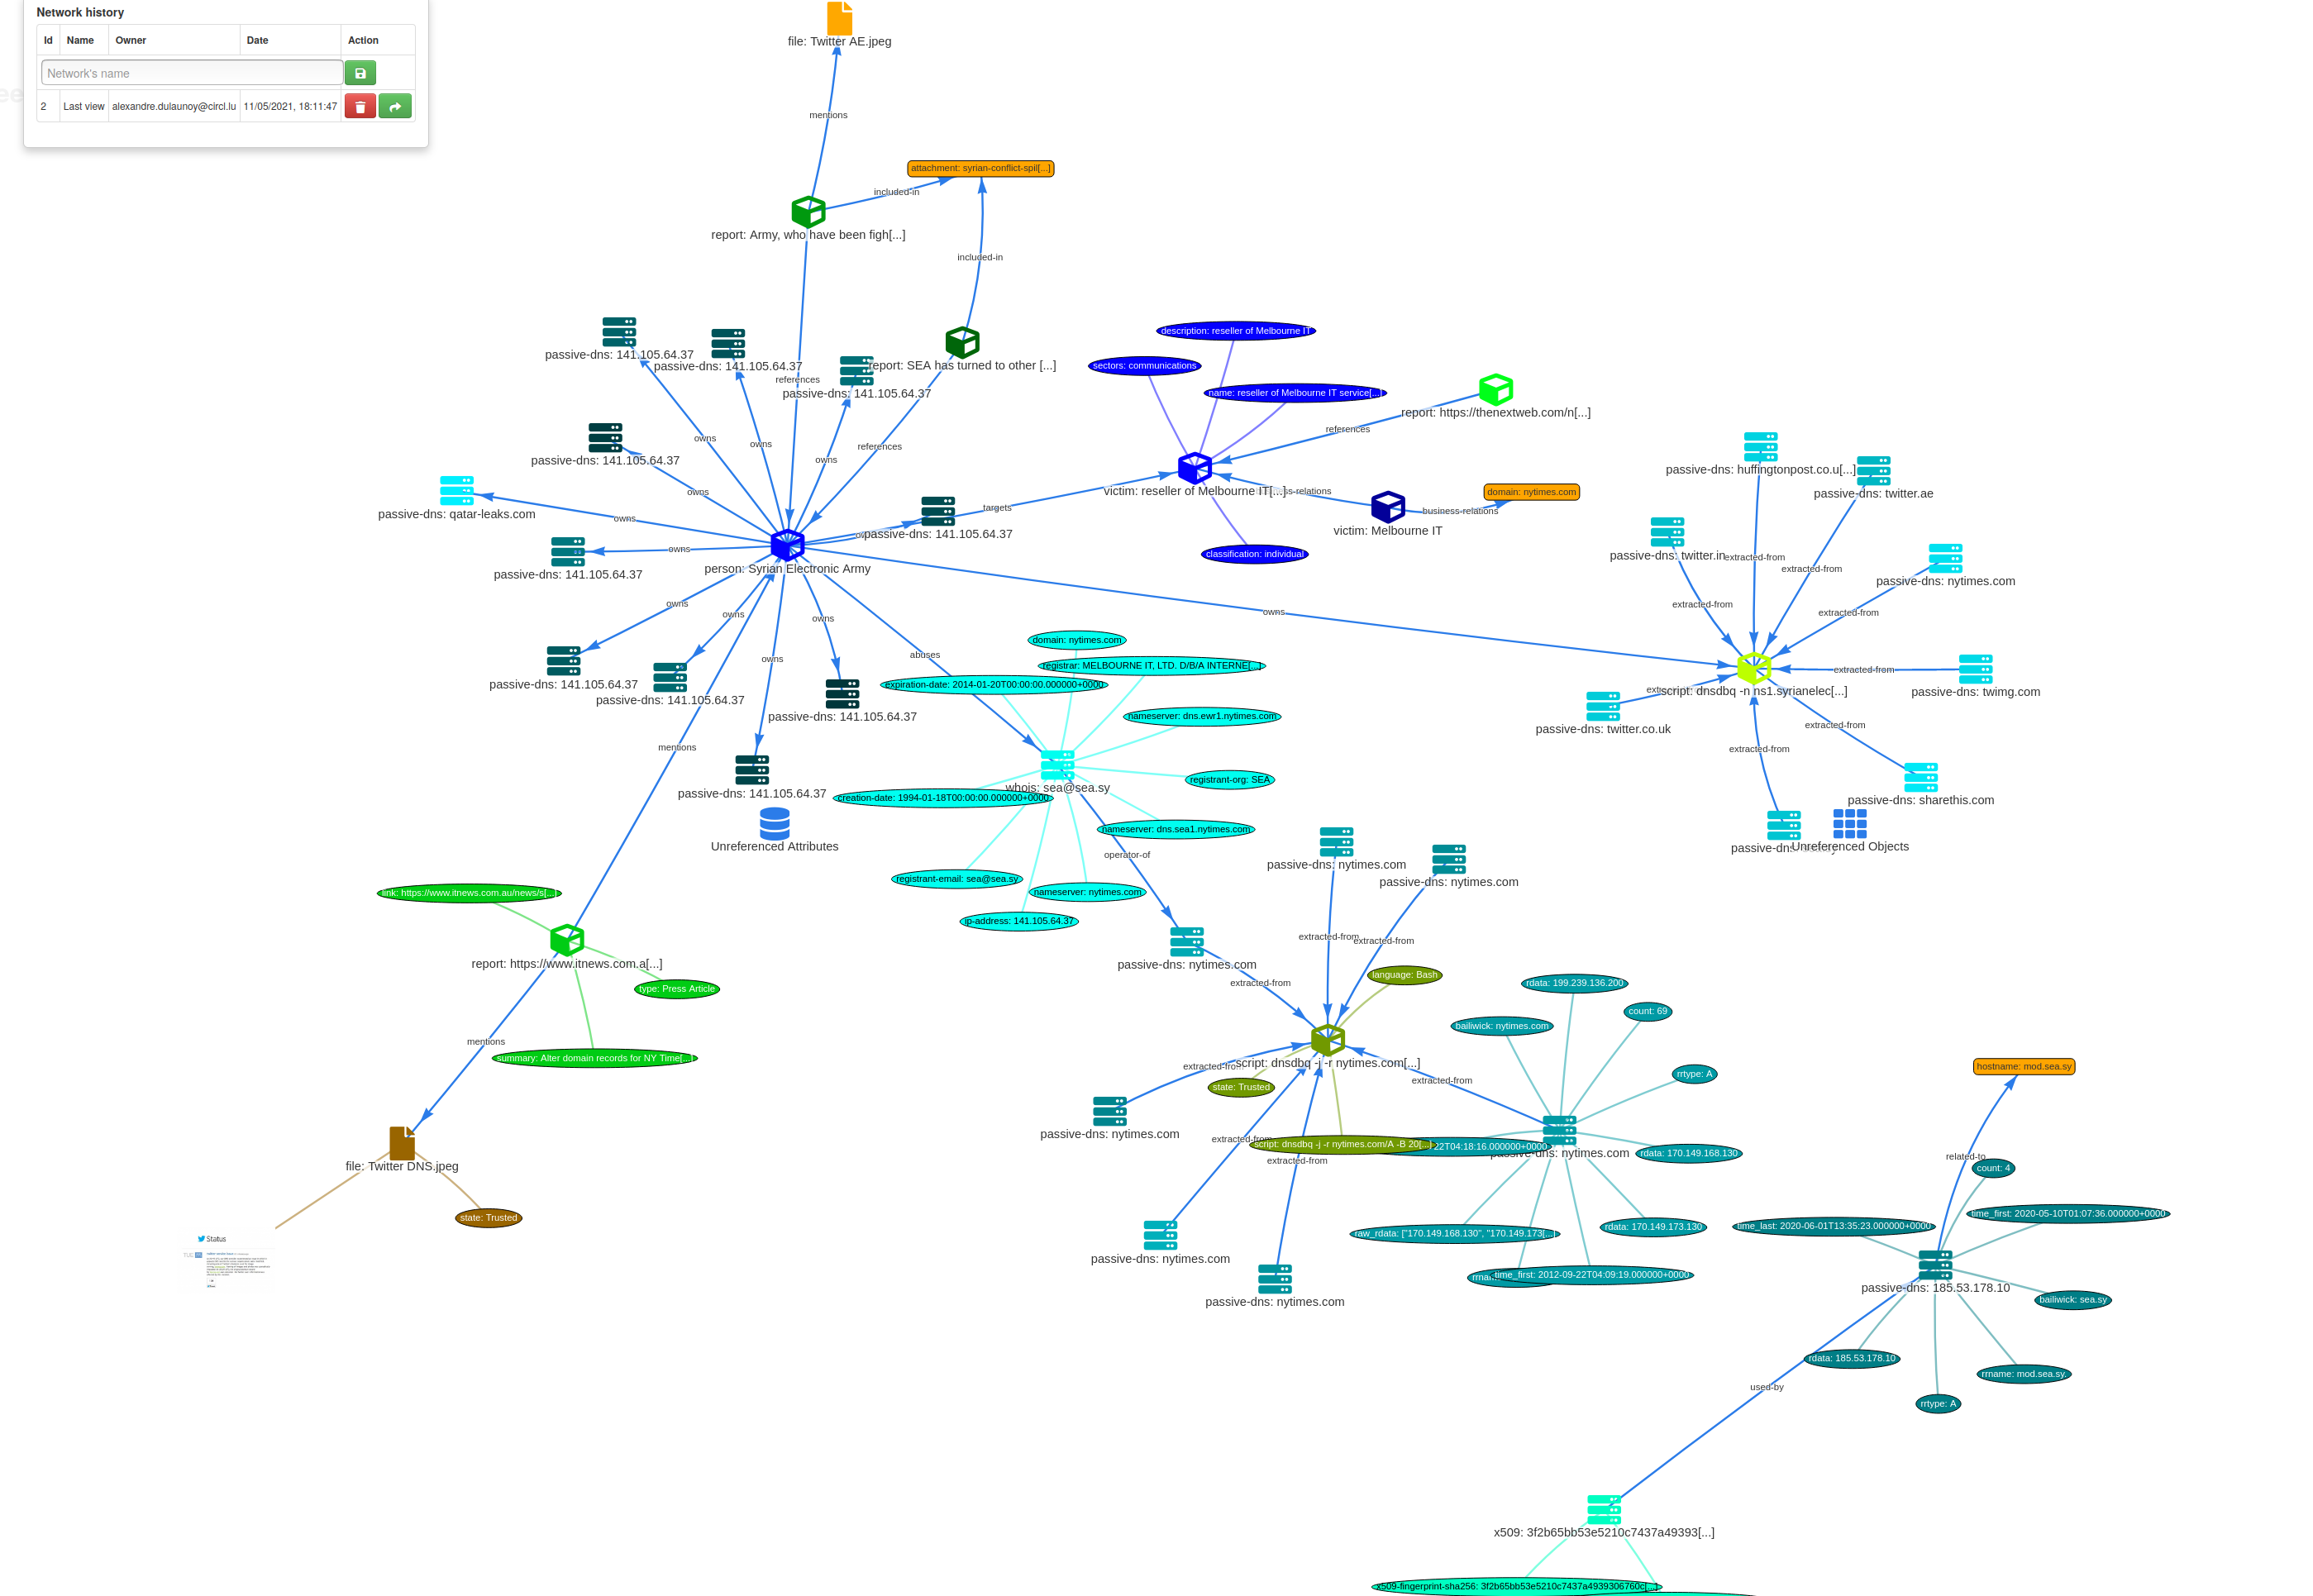 Network history
Id Name Owner Date Action
Network's name
2 Last view alexandre.dulaunoy@circl.lu 11/05/2021, 18:11:47
file: Twitter AE.jpeg
mentions
attachment: syrian-conflict-spil[...]
included-in
report: Army, who have been figh[...]
included-in
description: reseller of Melbourne IT
passive-dns: 141.105.64.37
passive-dns: 141.105.64.37
report: SEA has turned to other [...]
sectors: communications
references
passive-dns: 141.105.64.37
name: reseller of Melbourne IT service[...]
report: https://thenextweb.com/n[...]
references
owns
owns
references
owns
passive-dns: 141.105.64.37
passive-dns: huffingtonpost.co.u[...]
owns
victim: reseller of Melbourne IT[...]
domain: nytimes.com
passive-dns: twitter.ae
targets
business-relations
passive-dns: qatar-leaks.com
owns
passive-dns: 141.105.64.37
victim: Melbourne IT
owns
classification: individual
passive-dns: twitter.in
extracted-from
extracted-from
person: Syrian Electronic Army
passive-dns: 141.105.64.37
passive-dns: nytimes.com
owns
owns
owns
owns
extracted-from
extracted-from
domain: nytimes.com
abuses
owns
registrar: MELBOURNE IT, LTD. D/B/A INTERNE[...]
extracted-from
passive-dns: 141.105.64.37
expiration-date: 2014-01-20T00:00:00.000000+0000
script: dnsdbq -n ns1.syrianelec[...]
passive-dns: twimg.com
passive-dns: 141.105.64.37
passive-dns: 141.105.64.37
nameserver: dns.ewr1.nytimes.com
extracted-from
passive-dns: twitter.co.uk
mentions
extracted-from
registrant-org: SEA
whois: sea@sea.sy
passive-dns: 141.105.64.37
creation-date: 1994-01-18T00:00:00.000000+0000
passive-dns: sharethis.com
nameserver: dns.sea1.nytimes.com
Unreferenced Attributes
Unreferenced Objects
operator-of
passive-dns: nytimes.com
passive-dns: nytimes.com
registrant-email: sea@sea.sy
link: https://www.itnews.com.au/news/s[...]
nameserver: nytimes.com
ip-address: 141.105.64.37
extracted-from
extracted-from
report: https://www.itnews.com.a[...]
passive-dns: nytimes.com
language: Bash
extracted-from
rdata: 199.239.136.200
type: Press Article
count: 69
bailiwick: nytimes.com
mentions
summary: Alter domain records for NY Time[...]
script: dnsdbq -j -r nytimes.com[...]
hostname: mod.sea.sy
rrtype: A
extracted-from
state: Trusted
passive-dns: nytimes.com
extracted-from
script: dnsdbq -j -r nytimes.com/A -B 20[...]
22T04:18:16.000000+0000
passive-dns: nytimes.com
rdata: 170.149.168.130
extracted-from
related-to
file: Twitter DNS.jpeg
count: 4
state: Trusted
time_first: 2020-05-10T01:07:36.000000+0000
rdata: 170.149.173.130
time_last: 2020-06-01T13:35:23.000000+0000
raw_rdata: ["170.149.168.130", "170.149.173[...]
Status
passive-dns: nytimes.com
time_first: 2012-09-22T04:09:19.000000+0000
passive-dns: 185.53.178.10
passive-dns: nytimes.com
bailiwick: sea.sy
rdata: 185.53.178.10
rrname: mod.sea.sy.
used-by
rrtype: A
x509: 3f2b65bb53e5210c7437a49393[...]
x509-fingerprint-sha256: 3f2b65bb53e5210c7437a4939306760c[...]